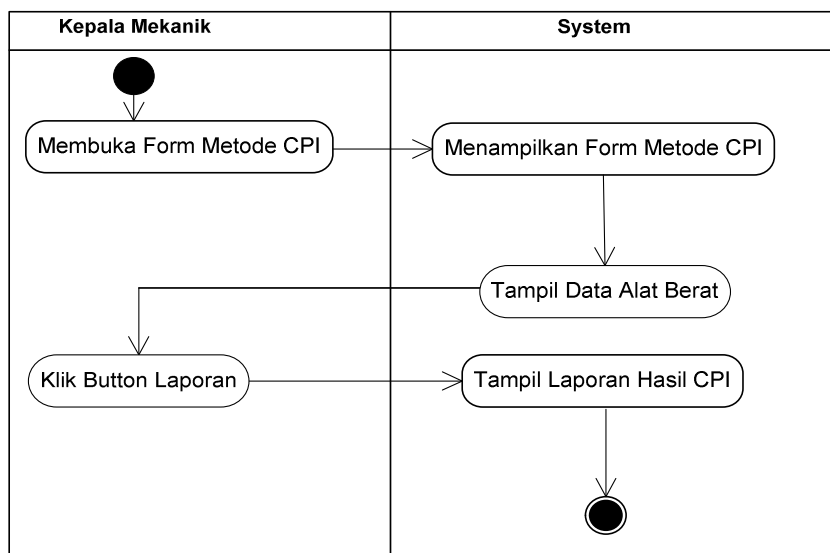 Kepala Mekanik
System
Membuka Form Metode CPI
Menampilkan Form Metode CPI
Tampil Data Alat Berat
Klik Button Laporan
Tampil Laporan Hasil CPI